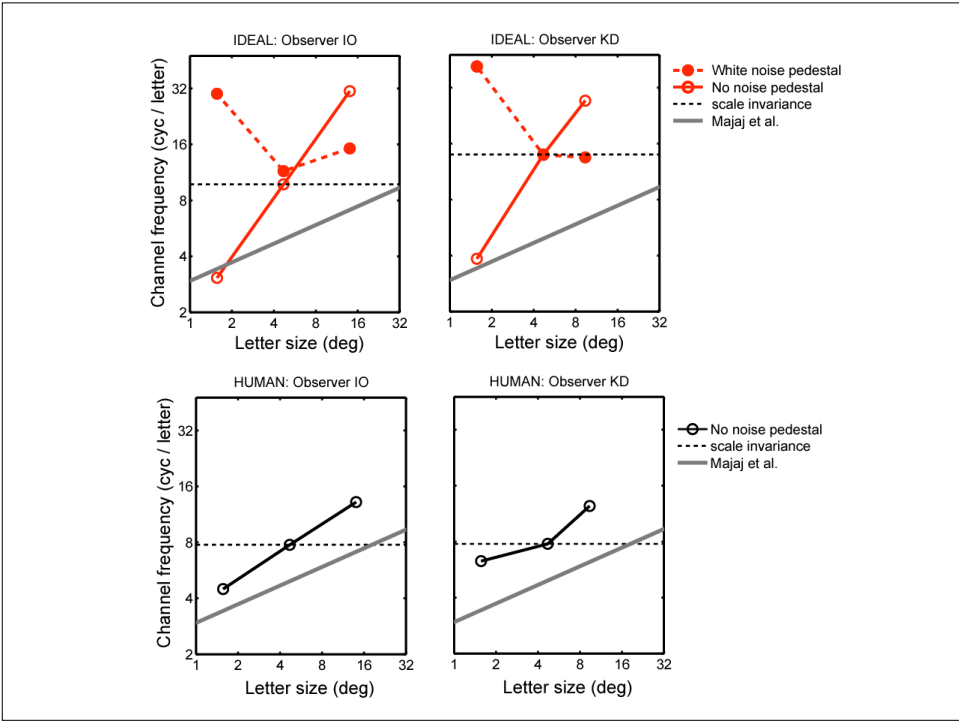 IDEAL: Observer IO
IDEAL: Observer KD
Channel frequency (cyc / letter)
32
16
8
4
2
1 2 4 8 16 32
Letter size (deg)
1 2 4 8 16 32
Letter size (deg)
White noise pedestal
No noise pedestal
scale invariance
Majaj et al.
HUMAN: Observer IO
HUMAN: Observer KD
Channel frequency (cyc / letter)
32
16
8
4
2
1 2 4 8 16 32
Letter size (deg)
1 2 4 8 16 32
Letter size (deg)
No noise pedestal
scale invariance
Majaj et al.